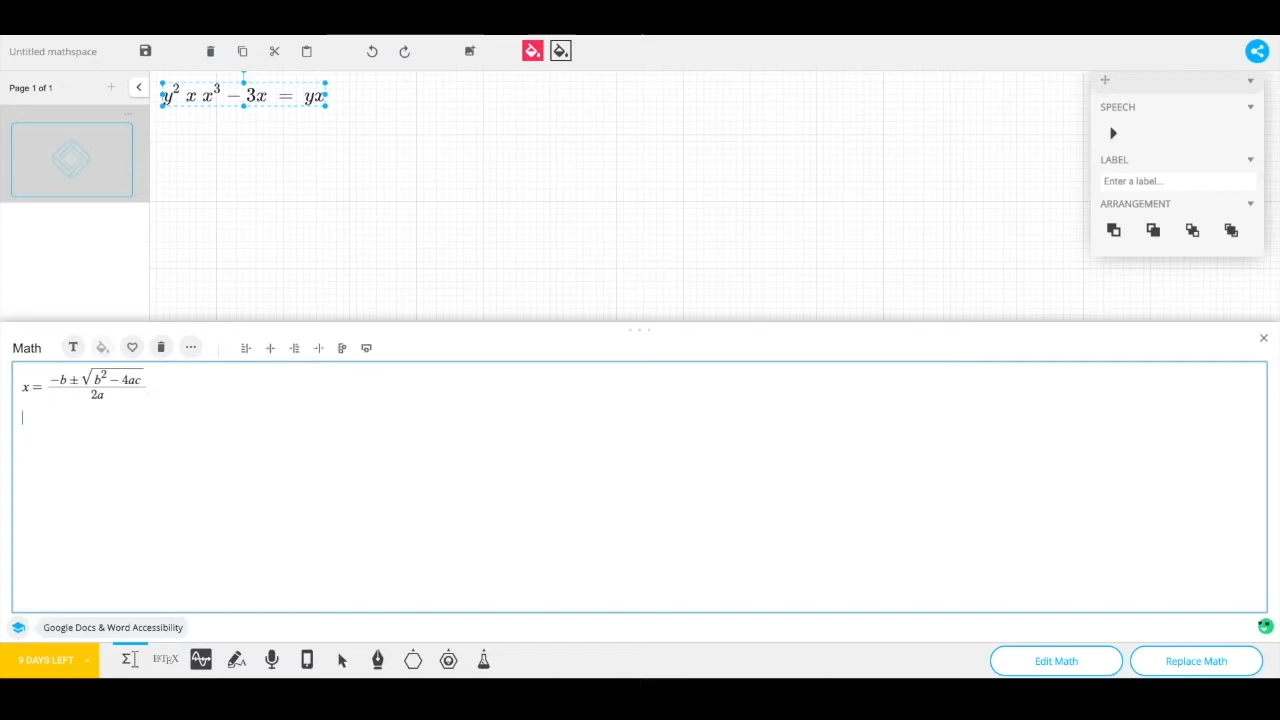 Untitled mathspace
Page 1 of 1
y² x x³ − 3x = yx
SPEECH
LABEL
Enter a label...
ARRANGEMENT
Math
T
x = (−b ± √(b² − 4ac)) / 2a
Google Docs & Word Accessibility
9 DAYS LEFT
Σ
LATEX
Edit Math
Replace Math